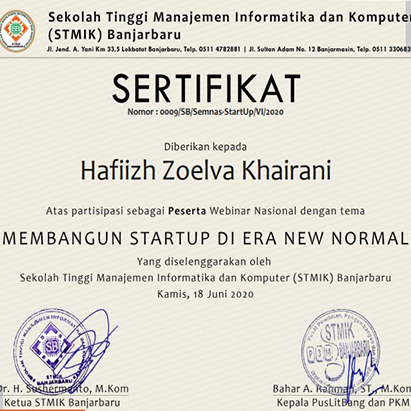 Sekolah Tinggi Manajemen Informatika dan Komputer
(STMIK) Banjarbaru
Jl. Jend. A. Yani Km 33,5 Lokbatat Banjarbaru, Telp. 0511 4782881 | Jl. Sultan Adam No. 12 Banjarmasin, Telp. 0511 330683
SERTIFIKAT
Nomor : 0009/SB/Semnas-StartUp/VI/2020
Diberikan kepada
Hafiizh Zoelva Khairani
Atas partisipasi sebagai Peserta Webinar Nasional dengan tema
MEMBANGUN STARTUP DI ERA NEW NORMAL
Yang diselenggarakan oleh
Sekolah Tinggi Manajemen Informatika dan Komputer (STMIK) Banjarbaru
Kamis, 18 Juni 2020
STMIK
BANJARBARU
STMIK
BANJARBARU
Dr. H. Sushermanto, M.Kom
Ketua STMIK Banjarbaru
Bahar A. Rahman, ST, M.Kom
Kepala PusLitBang dan PKM